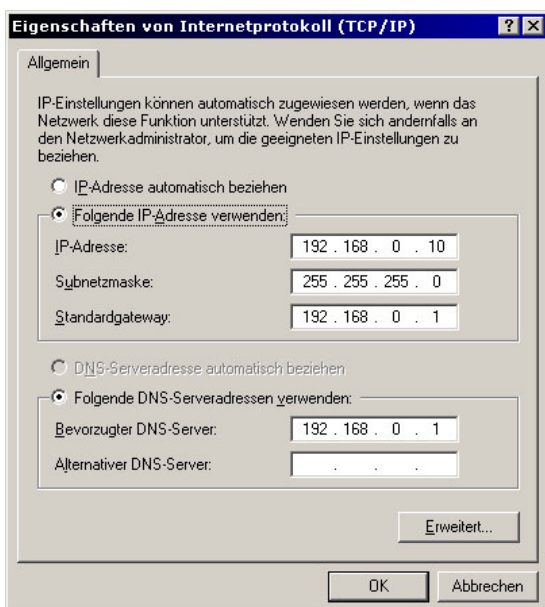 Eigenschaften von Internetprotokoll (TCP/IP)
Allgemein
IP-Einstellungen können automatisch zugewiesen werden, wenn das
Netzwerk diese Funktion unterstützt. Wenden Sie sich andernfalls an
den Netzwerkadministrator, um die geeigneten IP-Einstellungen zu
beziehen.
IP-Adresse automatisch beziehen
Folgende IP-Adresse verwenden:
IP-Adresse: 192 . 168 . 0 . 10
Subnetzmaske: 255 . 255 . 255 . 0
Standardgateway: 192 . 168 . 0 . 1
DNS-Serveradresse automatisch beziehen
Folgende DNS-Serveradressen verwenden:
Bevorzugter DNS-Server: 192 . 168 . 0 . 1
Alternativer DNS-Server: . . .
Erweitert...
OK Abbrechen